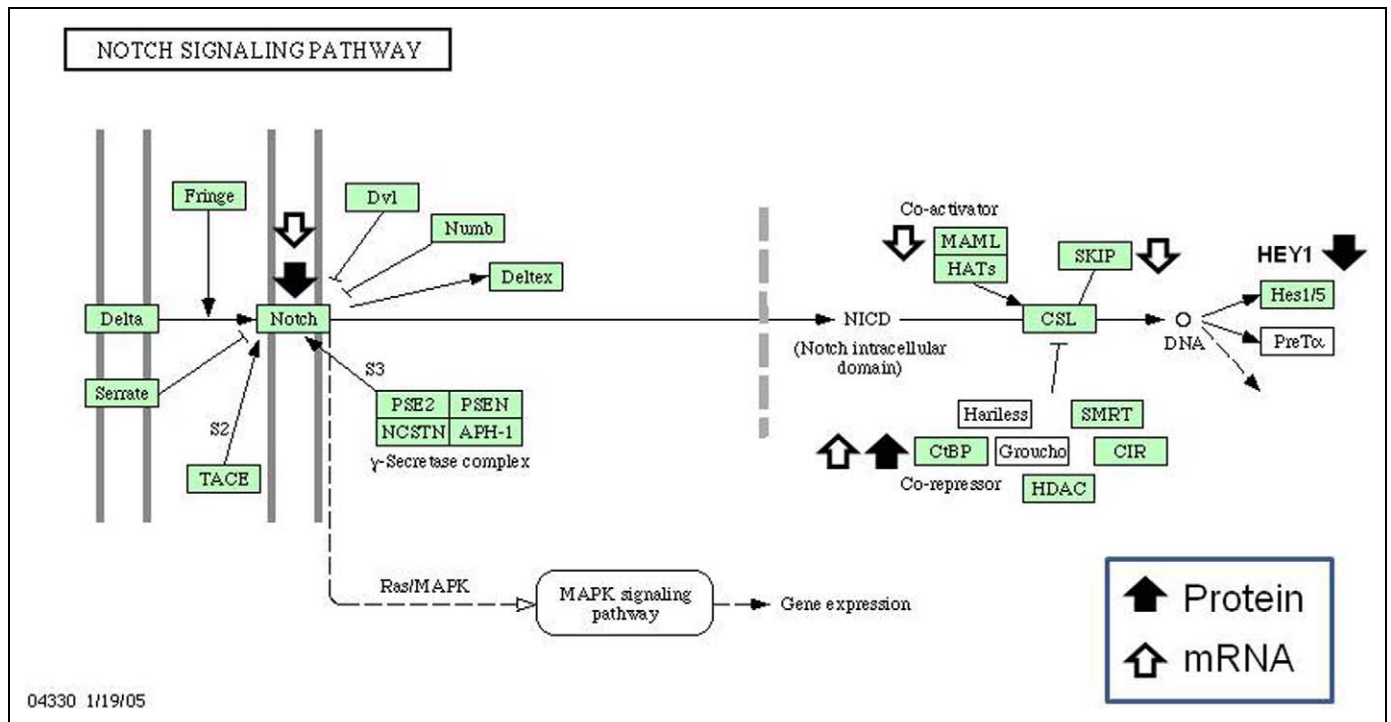 NOTCH SIGNALING PATHWAY
Fringe
Dvl
Numb
Deltex
Delta
Notch
Serrate
S2
TACE
S3
PSE2 PSEN
NCSTN APH-1
γ-Secretase complex
NICD
(Notch intracellular
domain)
Co-activator
MAML
HATs
SKIP
CSL
DNA
HEY1
Hes1/5
PreTα
Hariless
SMRT
CtBP
Groucho
CIR
Co-repressor
HDAC
Ras/MAPK
MAPK signaling
pathway
Gene expression
Protein
mRNA
04330 1/19/05